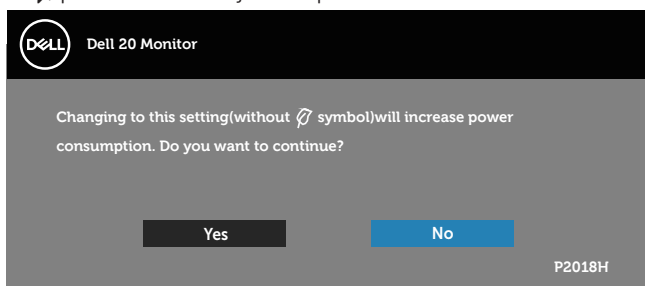 DELL
Dell 20 Monitor
Changing to this setting(without symbol)will increase power
consumption. Do you want to continue?
Yes
No
P2018H